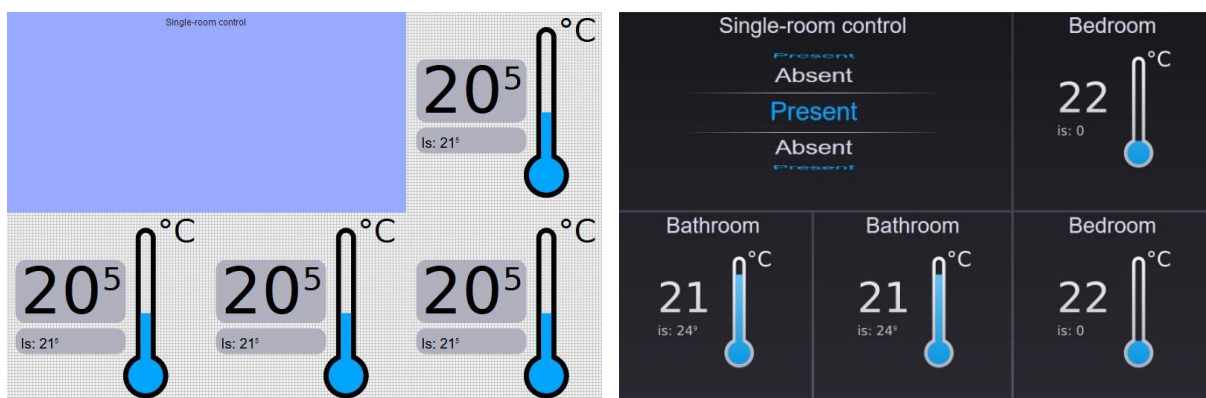 Single-room control
°C
20⁵
Is: 21⁵
°C
20⁵
Is: 21⁵
°C
20⁵
Is: 21⁵
°C
20⁵
Is: 21⁵
Single-room control
Present
Absent
Present
Absent
Present
Bedroom
°C
22
is: 0
Bathroom
°C
21
is: 24⁹
Bathroom
°C
21
is: 24⁹
Bedroom
°C
22
is: 0